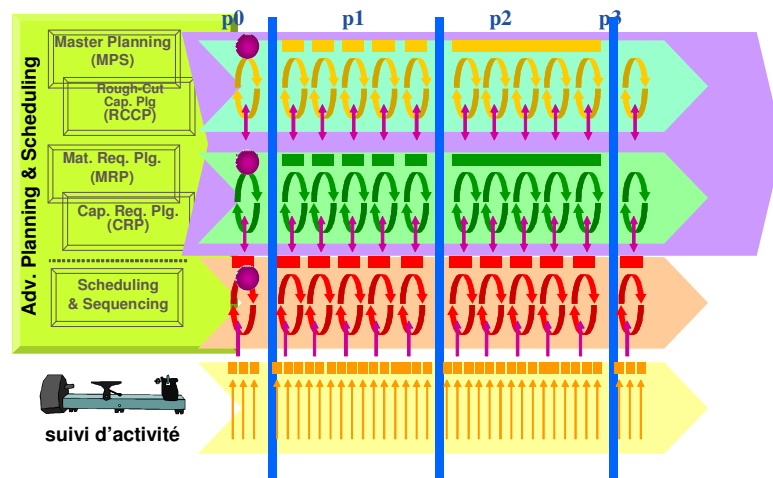 p0 p1 p2 p3
Adv. Planning & Scheduling
Master Planning
(MPS)
Rough-Cut
Cap. Plg
(RCCP)
Mat. Req. Plg.
(MRP)
Cap. Req. Plg.
(CRP)
Scheduling
& Sequencing
suivi d'activité